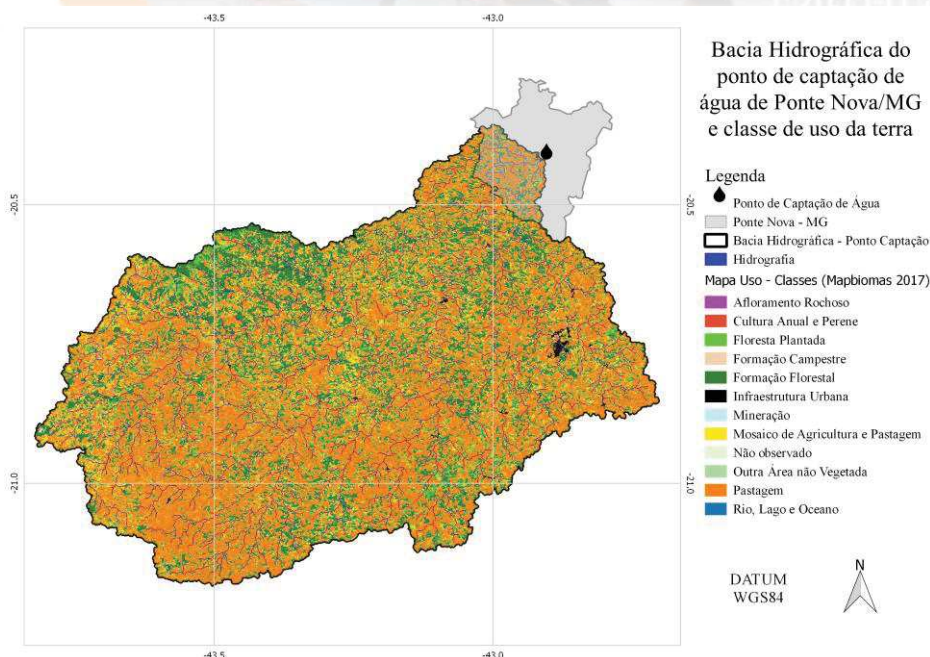 -43.5
-43.0
Bacia Hidrográfica do
ponto de captação de
água de Ponte Nova/MG
e classe de uso da terra
Legenda
Ponto de Captação de Água
Ponte Nova - MG
Bacia Hidrográfica - Ponto Captação
Hidrografia
Mapa Uso - Classes (Mapbiomas 2017)
Afloramento Rochoso
Cultura Anual e Perene
Floresta Plantada
Formação Campestre
Formação Florestal
Infraestrutura Urbana
Mineração
Mosaico de Agricultura e Pastagem
Não observado
Outra Área não Vegetada
Pastagem
Rio, Lago e Oceano
-20.5
-20.5
-21.0
-21.0
DATUM
WGS84
N
-43.5
-43.0